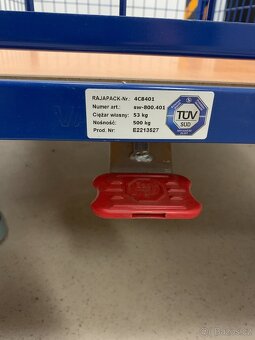 RAJAPACK-Nr.: 4C8401
Numer art.: sw-800.401
Ciężar własny: 53 kg
Nośność: 500 kg
Prod. Nr: E2213527
TÜV
SÜD